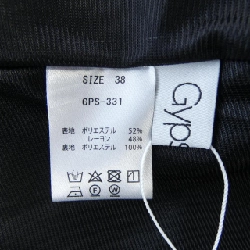 SIZE 38
GPS-331
表地 ポリエステル 52%
レーヨン 48%
裏地 ポリエステル 100%
Gyps